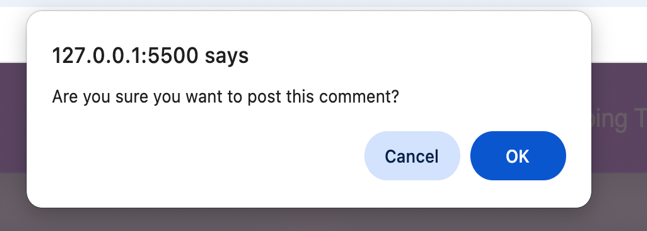 127.0.0.1:5500 says
Are you sure you want to post this comment?
Cancel
OK